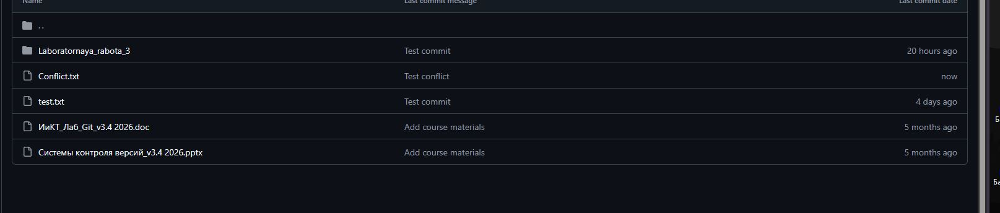 Name Last commit message Last commit date
..
Laboratornaya_rabota_3 Test commit 20 hours ago
Conflict.txt Test conflict now
test.txt Test commit 4 days ago
ИиКТ_Лаб_Git_v3.4 2026.doc Add course materials 5 months ago
Системы контроля версий_v3.4 2026.pptx Add course materials 5 months ago
Б
Ба